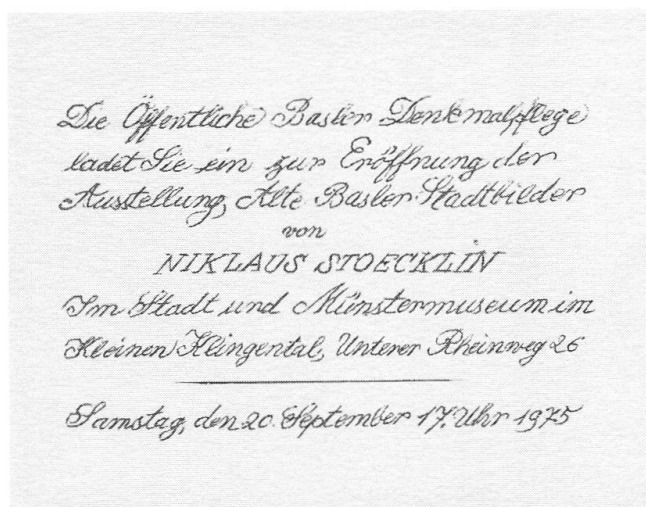 Die Öffentliche Basler Denkmalpflege
ladet Sie ein zur Eröffnung der
Ausstellung, Alte Basler Stadtbilder
von
NIKLAUS STOECKLIN
Im Stadt und Münstermuseum im
Kleinen Klingental, Unterer Rheinweg 26
Samstag, den 20. September 17. Uhr 1975